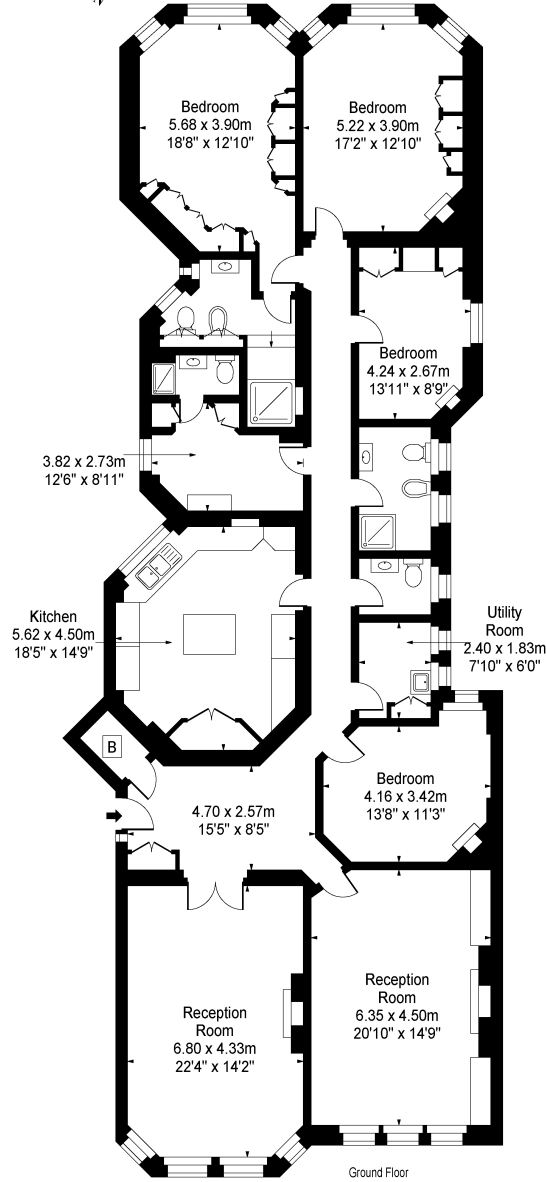 N
Bedroom
5.68 x 3.90m
18'8" x 12'10"
Bedroom
5.22 x 3.90m
17'2" x 12'10"
Bedroom
4.24 x 2.67m
13'11" x 8'9"
3.82 x 2.73m
12'6" x 8'11"
Kitchen
5.62 x 4.50m
18'5" x 14'9"
Utility
Room
2.40 x 1.83m
7'10" x 6'0"
B
Bedroom
4.16 x 3.42m
13'8" x 11'3"
4.70 x 2.57m
15'5" x 8'5"
Reception
Room
6.35 x 4.50m
20'10" x 14'9"
Reception
Room
6.80 x 4.33m
22'4" x 14'2"
Ground Floor